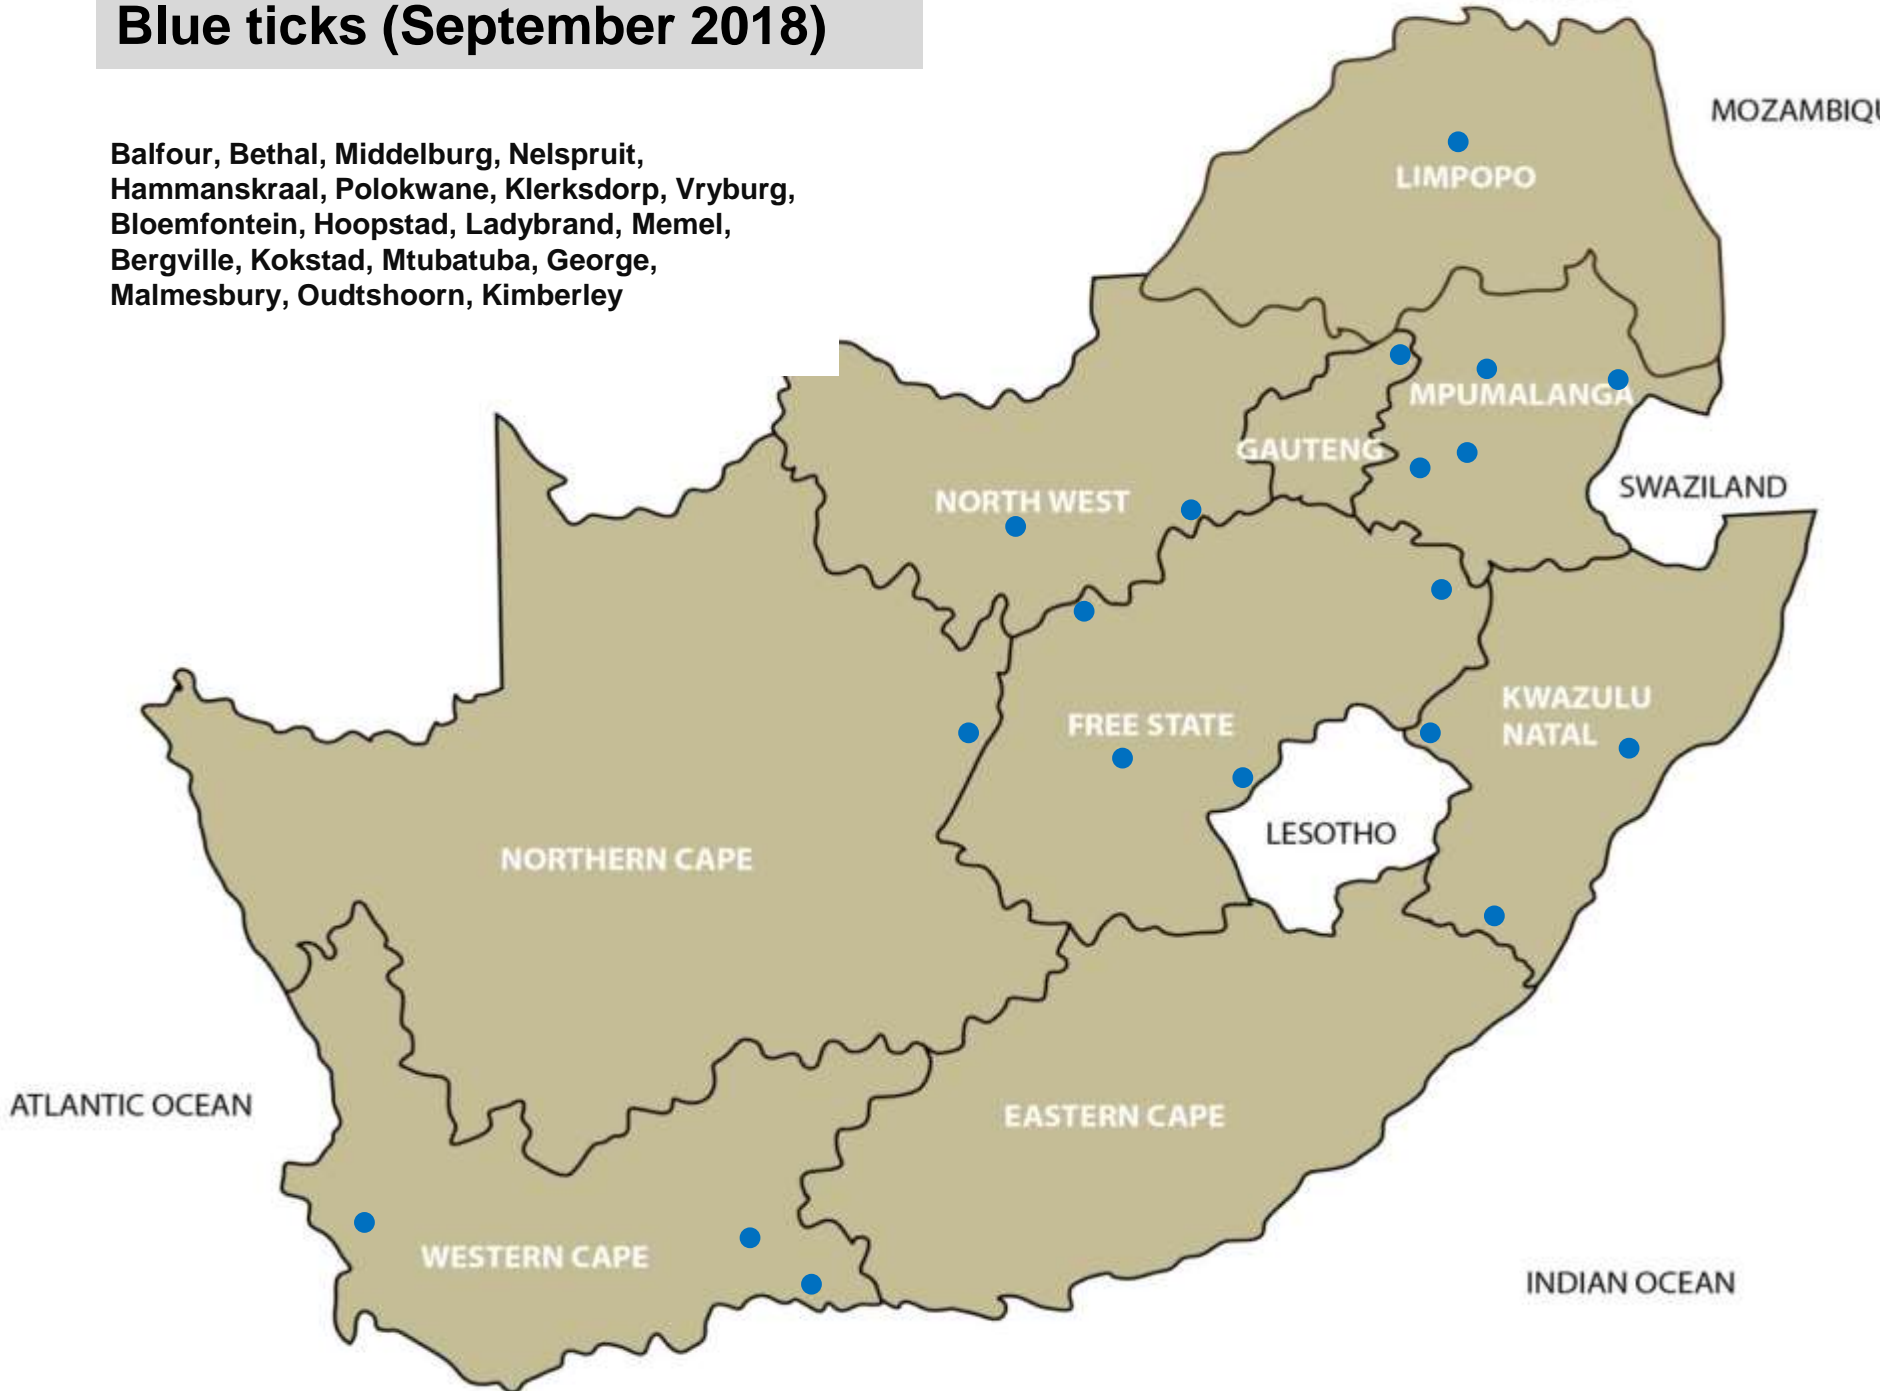 Blue ticks (September 2018)
Balfour, Bethal, Middelburg, Nelspruit,
Hammanskraal, Polokwane, Klerksdorp, Vryburg,
Bloemfontein, Hoopstad, Ladybrand, Memel,
Bergville, Kokstad, Mtubatuba, George,
Malmesbury, Oudtshoorn, Kimberley
MOZAMBIQU
LIMPOPO
MPUMALANGA
GAUTENG
SWAZILAND
NORTH WEST
KWAZULU
NATAL
FREE STATE
LESOTHO
NORTHERN CAPE
ATLANTIC OCEAN
EASTERN CAPE
WESTERN CAPE
INDIAN OCEAN